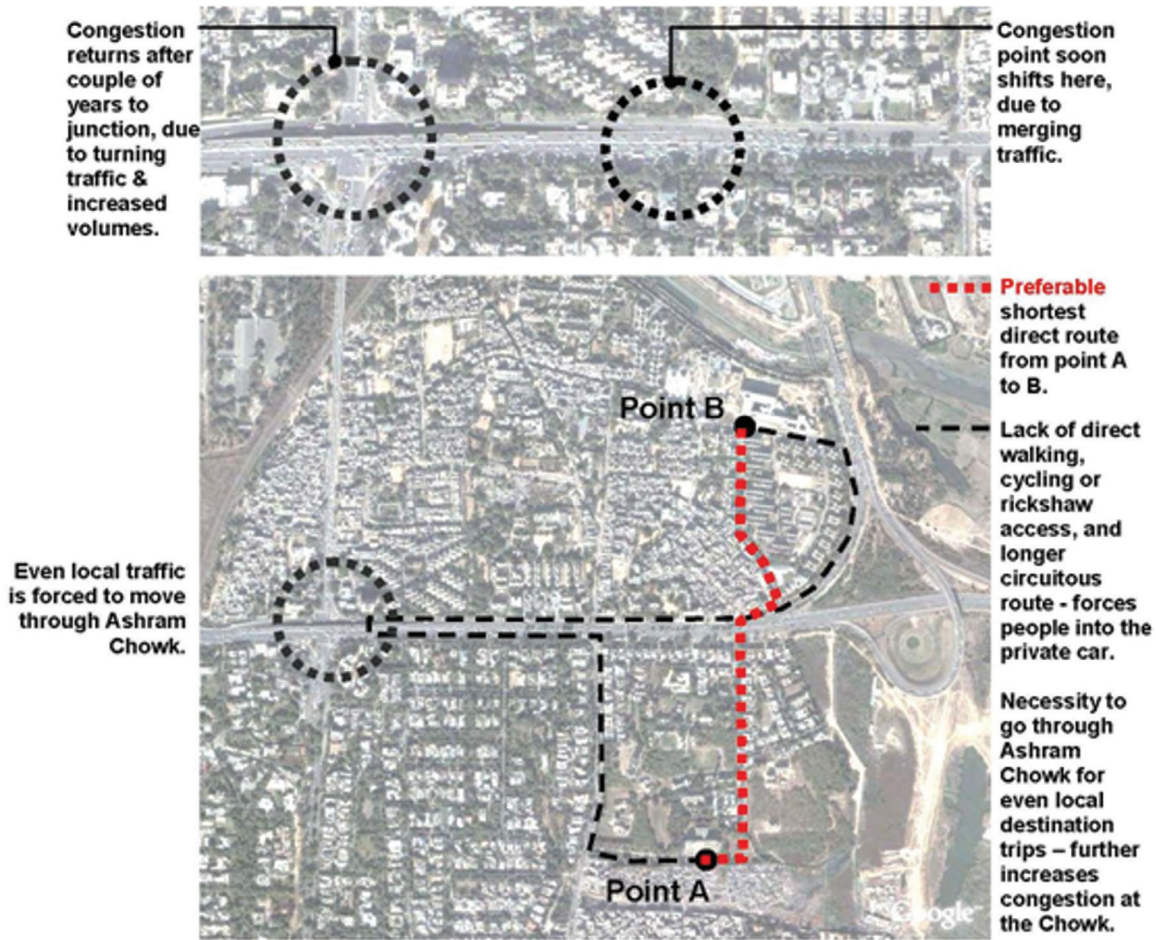 Congestion
returns after
couple of
years to
junction, due
to turning
traffic &
increased
volumes.
Congestion
point soon
shifts here,
due to
merging
traffic.
Preferable
shortest
direct route
from point A
to B.
Point B
Lack of direct
walking,
cycling or
rickshaw
access, and
longer
circuitous
route - forces
people into the
private car.
Even local traffic
is forced to move
through Ashram
Chowk.
Necessity to
go through
Ashram
Chowk for
even local
destination
trips – further
increases
congestion at
the Chowk.
Point A
Google